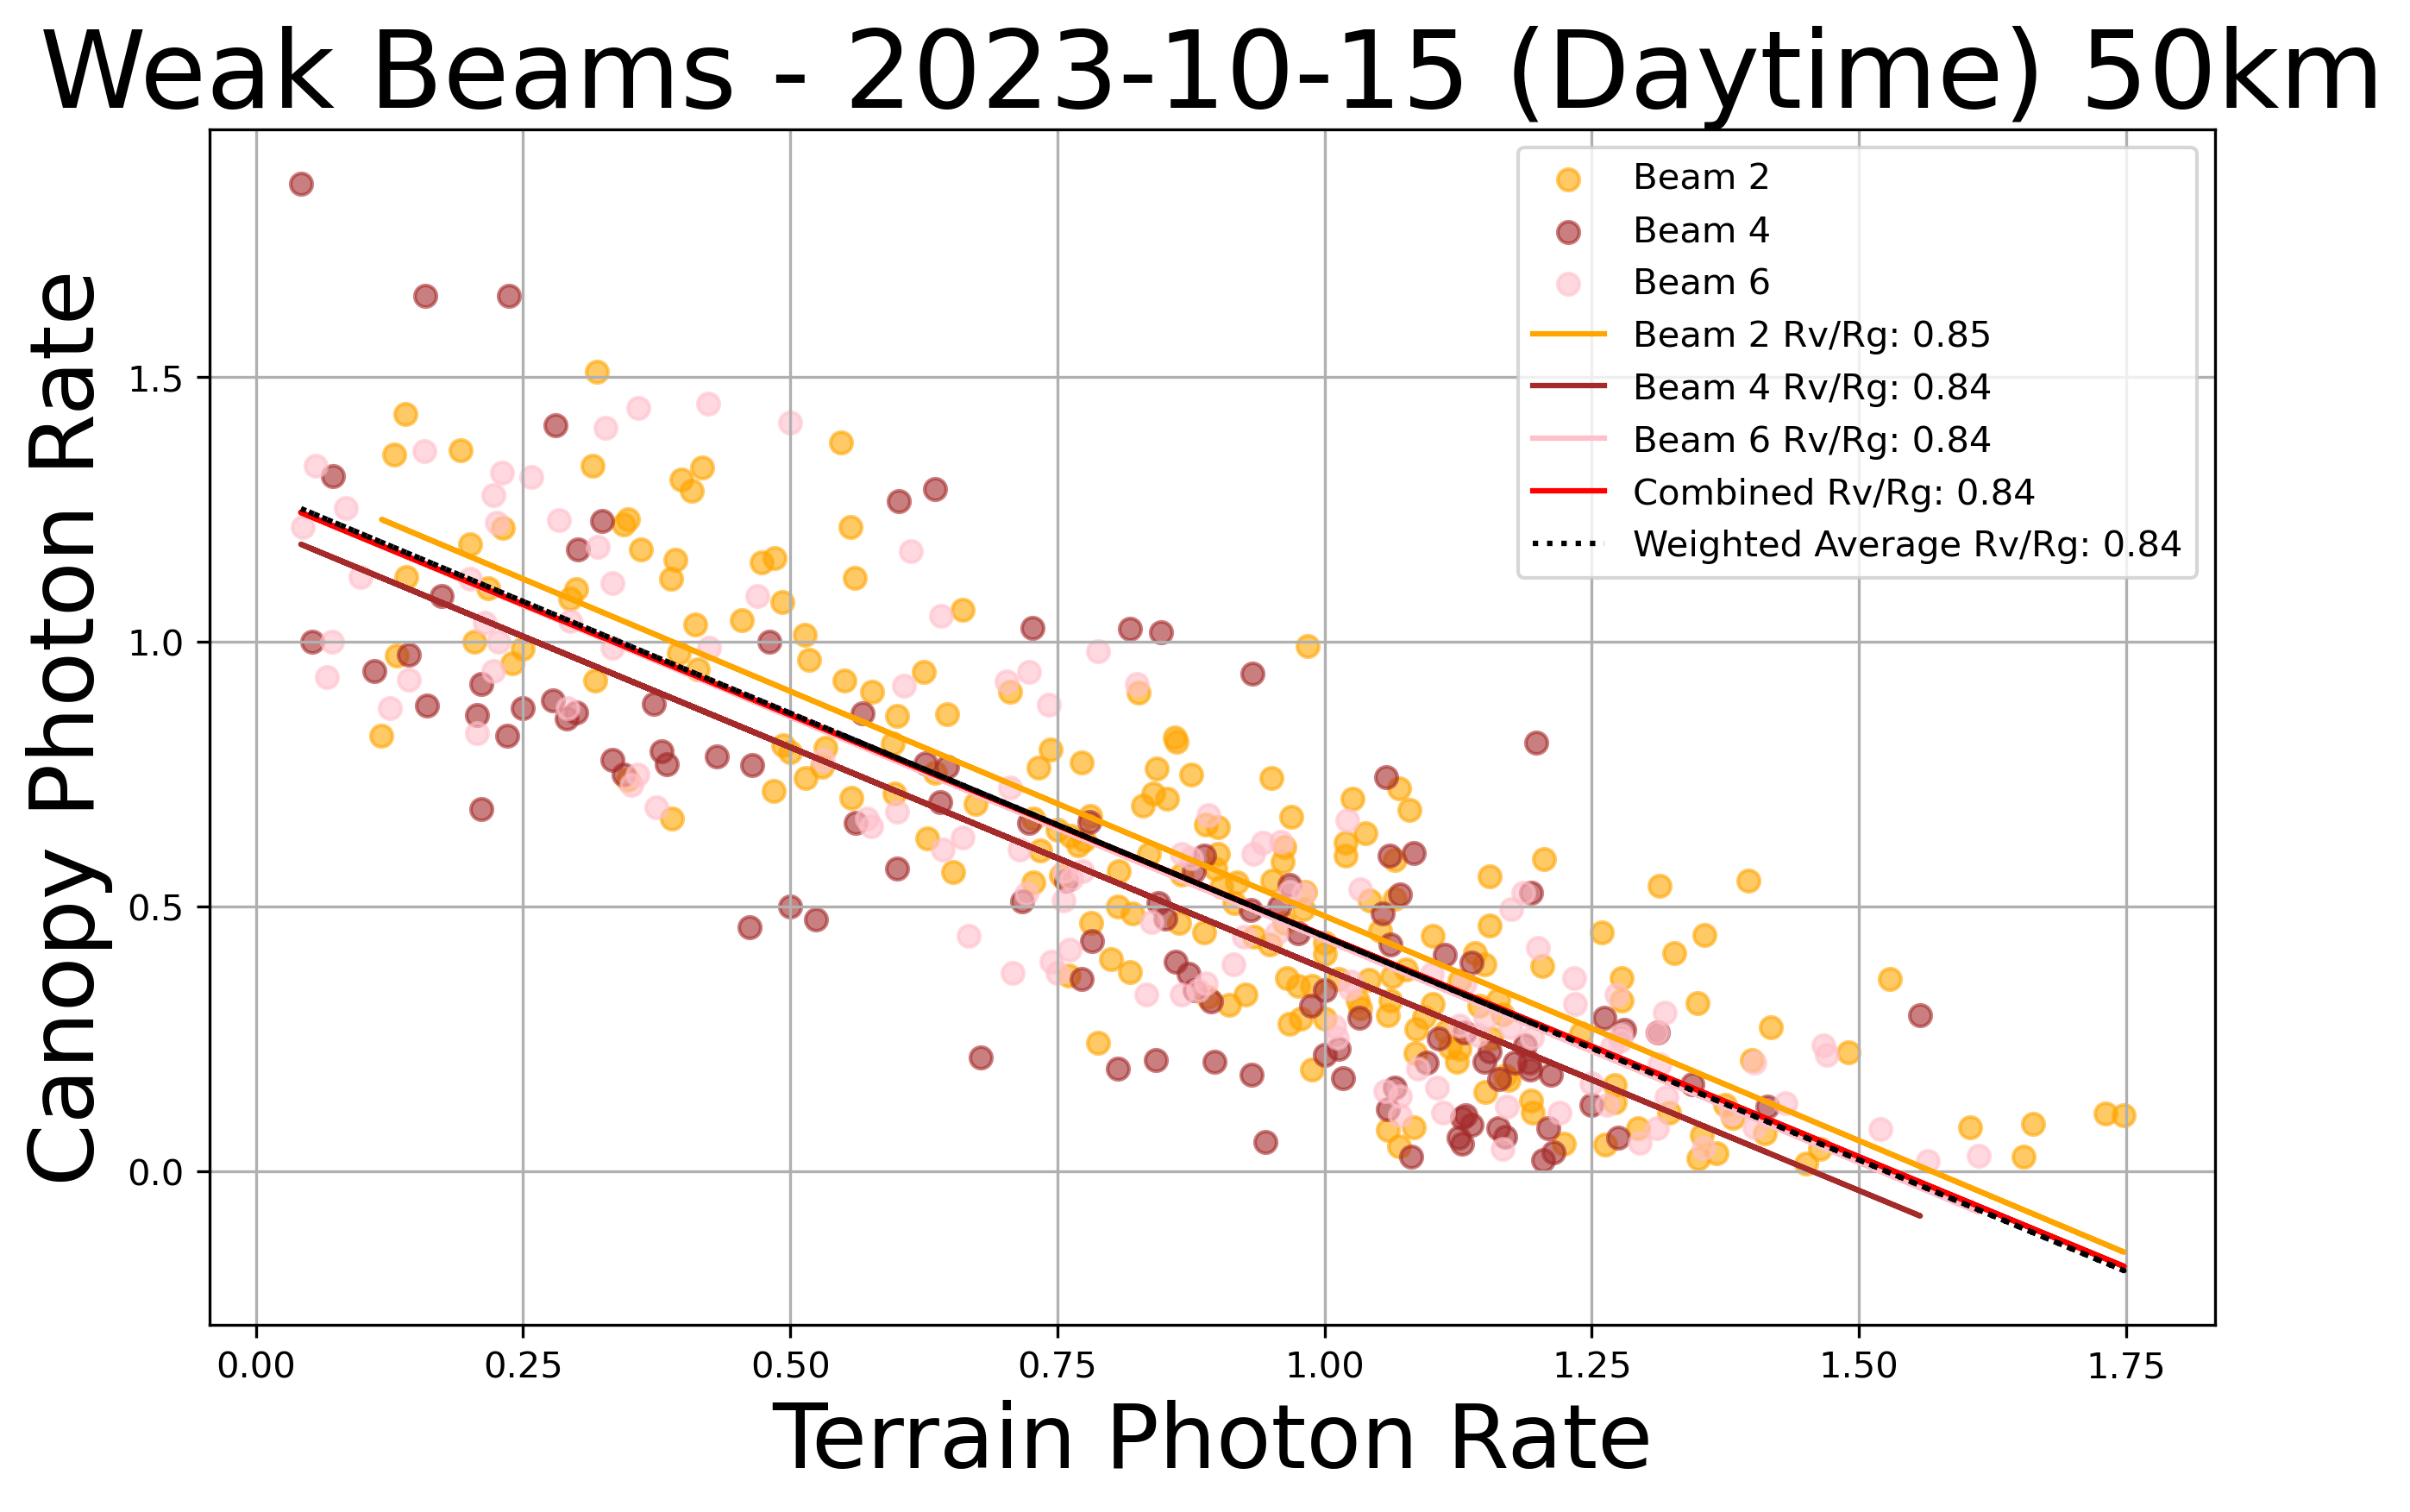 Weak Beams - 2023-10-15 (Daytime) 50km
Beam 2
Beam 4
Beam 6
Beam 2 Rv/Rg: 0.85
Beam 4 Rv/Rg: 0.84
Beam 6 Rv/Rg: 0.84
Combined Rv/Rg: 0.84
Weighted Average Rv/Rg: 0.84
Canopy Photon Rate
1.5
1.0
0.5
0.0
0.00 0.25 0.50 0.75 1.00 1.25 1.50 1.75
Terrain Photon Rate